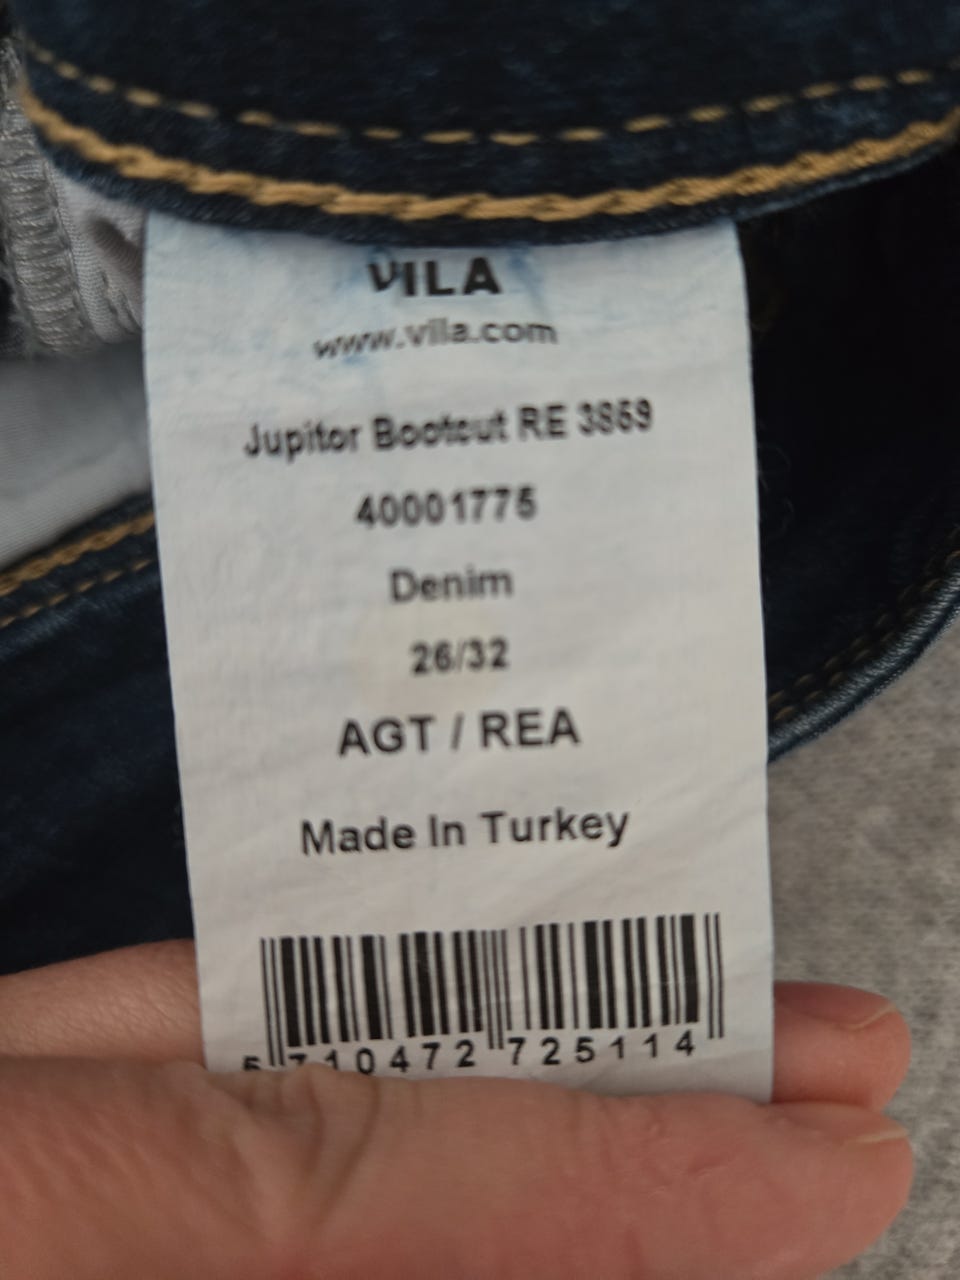 VILA
www.vila.com
Jupitor Bootcut RE 3859
40001775
Denim
26/32
AGT / REA
Made In Turkey
5 710472 725114